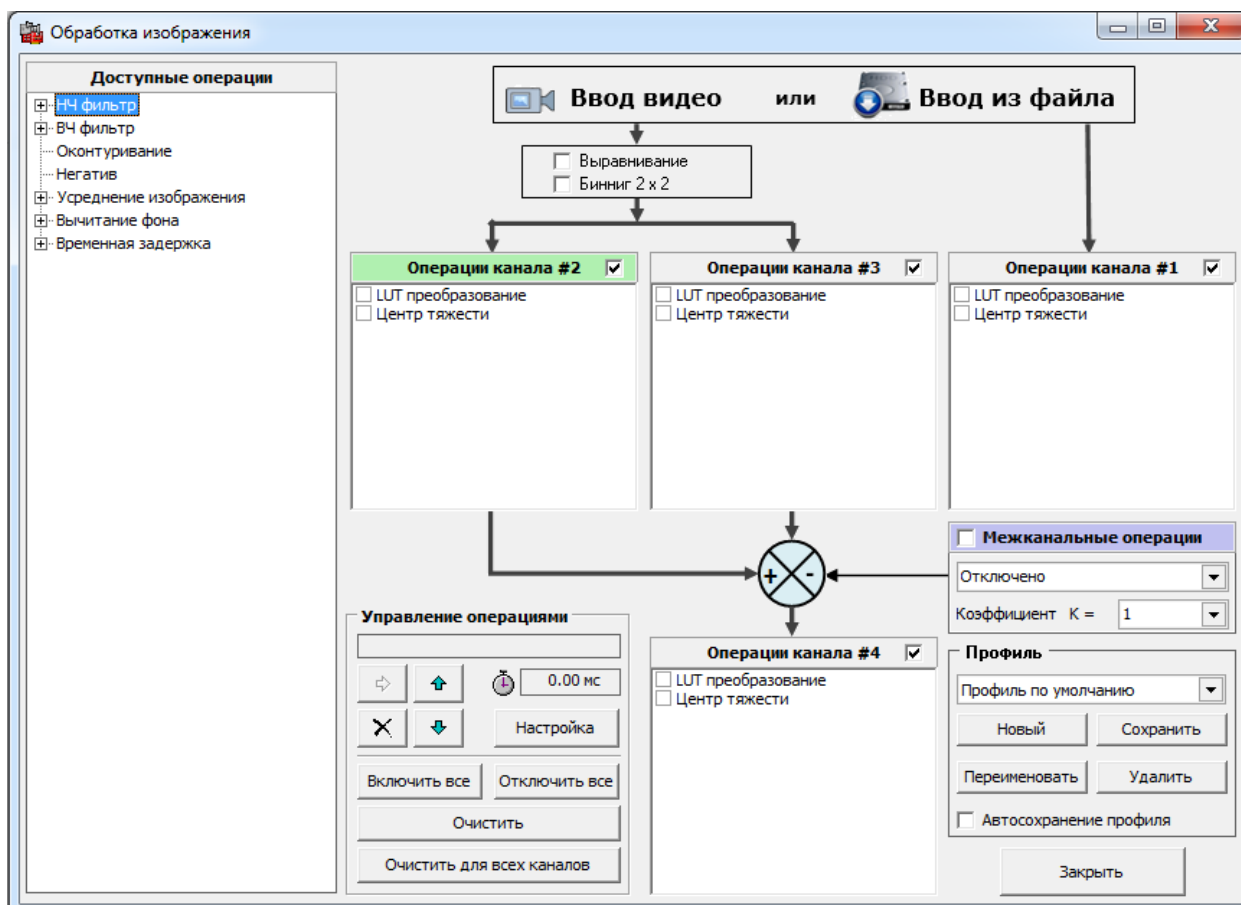 Обработка изображения
Доступные операции
НЧ фильтр
ВЧ фильтр
Оконтуривание
Негатив
Усреднение изображения
Вычитание фона
Временная задержка
Ввод видео или Ввод из файла
Выравнивание
Бинниг 2 x 2
Операции канала #2
LUT преобразование
Центр тяжести
Операции канала #3
LUT преобразование
Центр тяжести
Операции канала #1
LUT преобразование
Центр тяжести
+ -
Межканальные операции
Отключено
Коэффициент K = 1
Управление операциями
0.00 мс
Настройка
Включить все Отключить все
Очистить
Очистить для всех каналов
Операции канала #4
LUT преобразование
Центр тяжести
Профиль
Профиль по умолчанию
Новый Сохранить
Переименовать Удалить
Автосохранение профиля
Закрыть